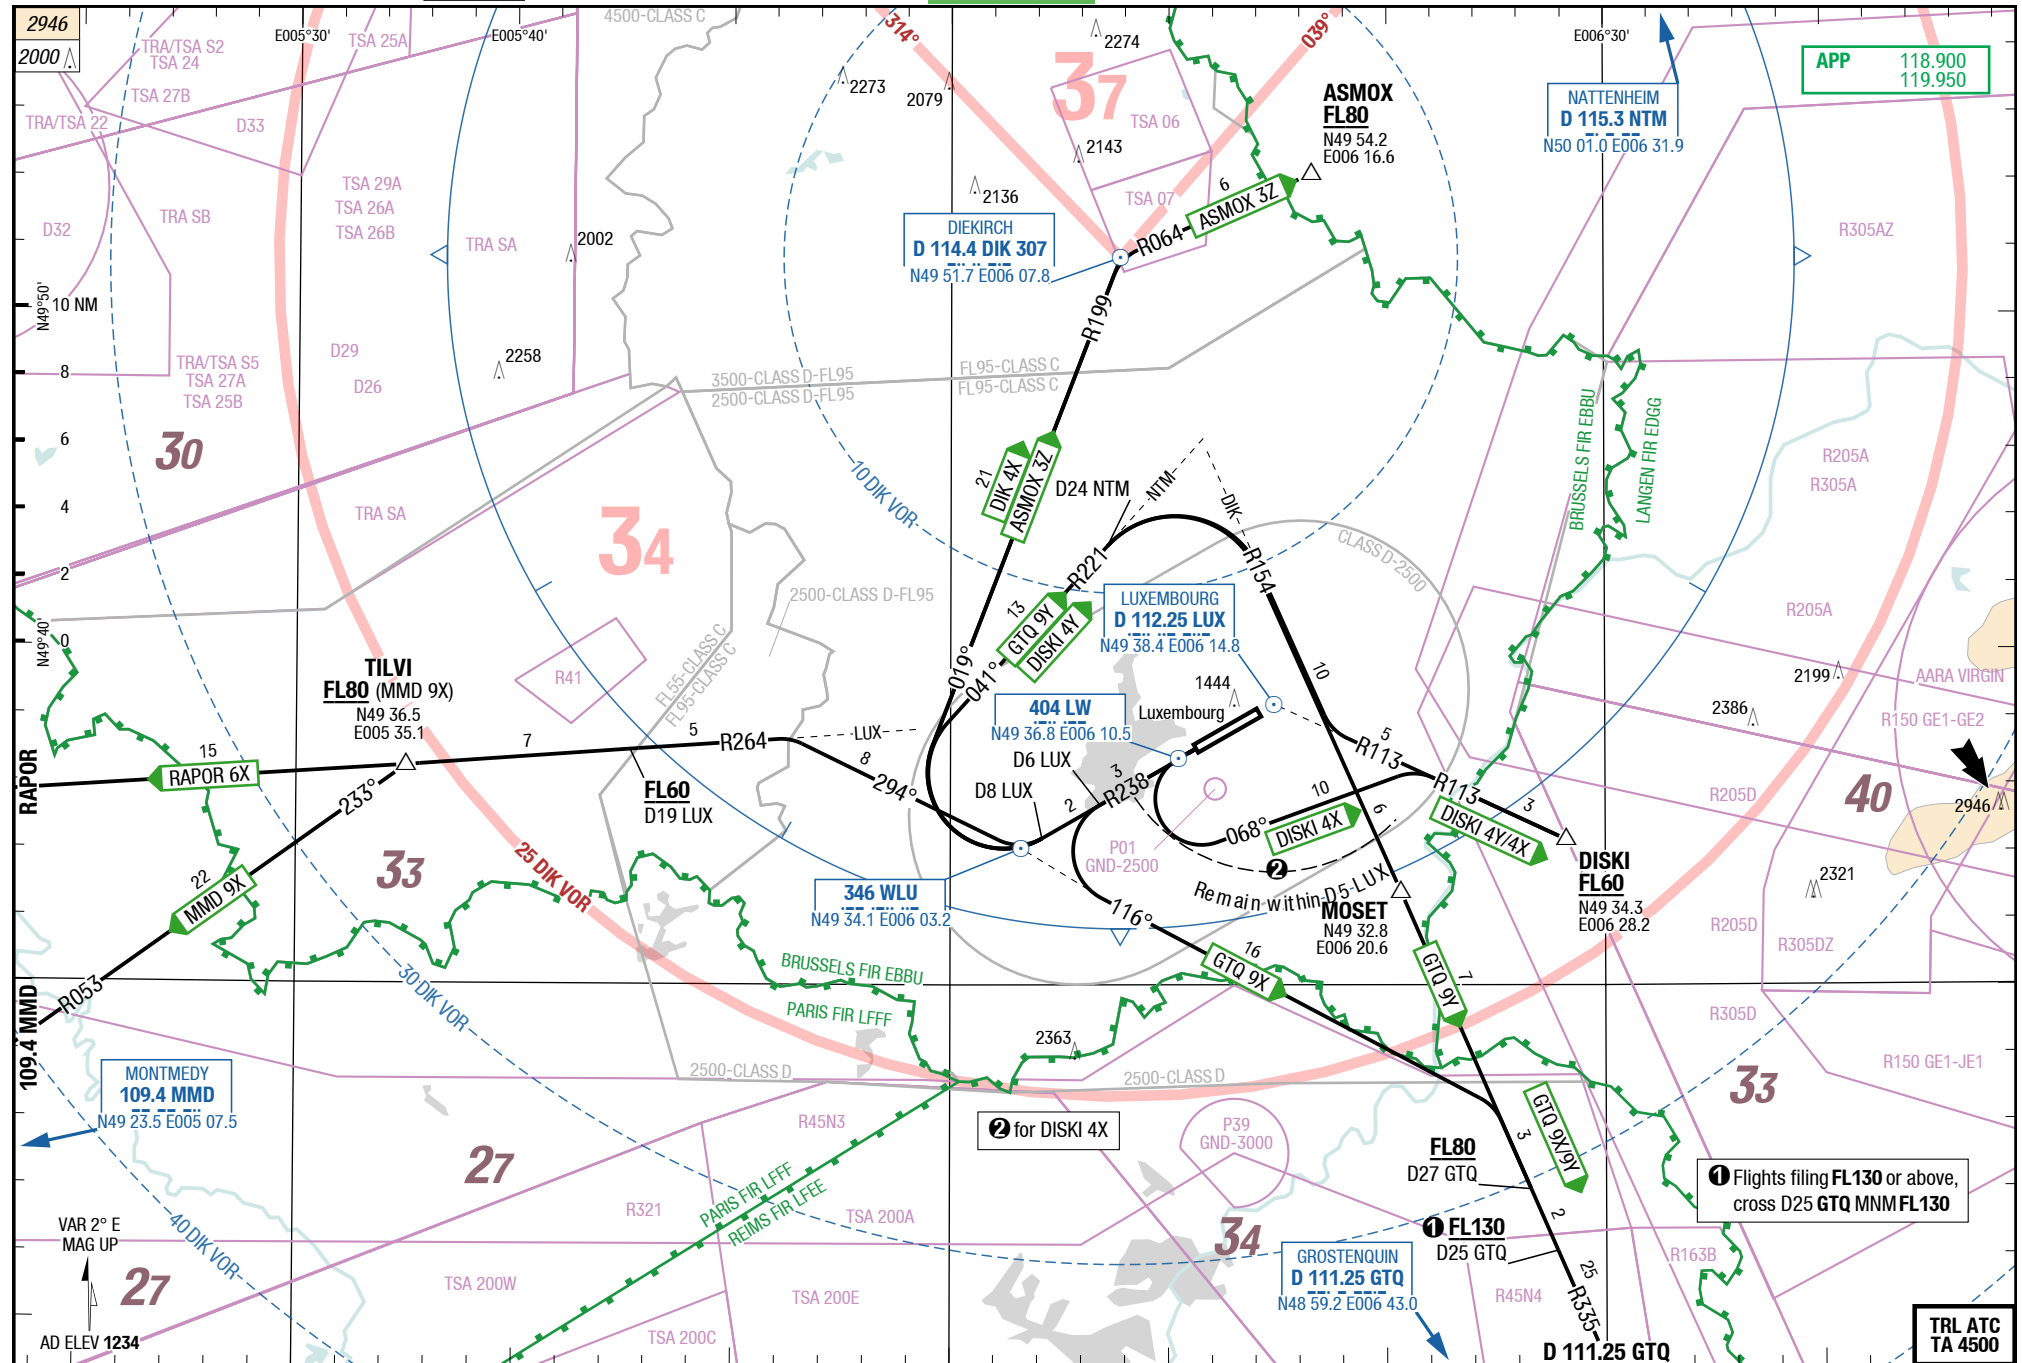 2946
2000
4500-CLASS C
E005°30'
E005°40'
E006°30'
314°
039°
APP 118.900
119.950
TRA/TSA S2
TSA 24
TSA 25A
TSA 27B
TRA/TSA 22
D33
2273
2079
2274
37
TSA 06
2143
TSA 07
ASMOX
FL80
N49 54.2
E006 16.6
NATTENHEIM
D 115.3 NTM
N50 01.0 E006 31.9
TSA 29A
TSA 26A
TSA 26B
TRA SB
D32
TRA SA
2002
2136
6
ASMOX 3Z
R064
DIEKIRCH
D 114.4 DIK 307
N49 51.7 E006 07.8
R305AZ
N49°50'
10 NM
8
6
4
2
0
N49°40'
R199
TRA/TSA S5
TSA 27A
TSA 25B
D29
D26
2258
3500-CLASS D-FL95
2500-CLASS D-FL95
FL95-CLASS C
FL95-CLASS C
30
BRUSSELS FIR EBBU
LANGEN FIR EDGG
R205A
R305A
10 DIK VOR
21
DIK 4X
ASMOX 3Z
D24 NTM
NTM
DIK
TRA SA
34
CLASS D-2500
R221
R154
2500-CLASS D-FL95
13
GTQ 9Y
DISKI 4Y
LUXEMBOURG
D 112.25 LUX
N49 38.4 E006 14.8
R205A
AARA VIRGIN
2199
R150 GE1-GE2
2386
TILVI
FL80 (MMD 9X)
N49 36.5
E005 35.1
R41
FL55-CLASS C
FL95-CLASS C
019°
041°
404 LW
N49 36.8 E006 10.5
1444
Luxembourg
10
RAPOR
15
RAPOR 6X
7
5
R264
LUX
8
294°
FL60
D19 LUX
D6 LUX
D8 LUX
2
3
R238
5
R113
10
R113
3
R205D
40
2946
233°
068°
DISKI 4X
6
DISKI 4Y/4X
P01
GND-2500
2
Remain within D5 LUX
DISKI
FL60
N49 34.3
E006 28.2
2321
33
22
MMD 9X
25 DIK VOR
346 WLU
N49 34.1 E006 03.2
116°
MOSET
N49 32.8
E006 20.6
R205D
R305DZ
16
GTQ 9X
7
GTQ 9Y
BRUSSELS FIR EBBU
PARIS FIR LFFF
30 DIK VOR
R053
109.4 MMD
2363
R305D
R150 GE1-JE1
MONTMEDY
109.4 MMD
N49 23.5 E005 07.5
2500-CLASS D
2500-CLASS D
33
2 for DISKI 4X
R45N3
P39
GND-3000
3
GTQ 9X/9Y
FL80
D27 GTQ
1 Flights filing FL130 or above,
cross D25 GTQ MNM FL130
27
R321
PARIS FIR LFFF
REIMS FIR LFEE
TSA 200A
34
1 FL130
D25 GTQ
2
40 DIK VOR
VAR 2° E
MAG UP
27
TSA 200W
TSA 200E
TSA 200C
GROSTENQUIN
D 111.25 GTQ
N48 59.2 E006 43.0
25
R335
R163B
R45N4
AD ELEV 1234
D 111.25 GTQ
TRL ATC
TA 4500